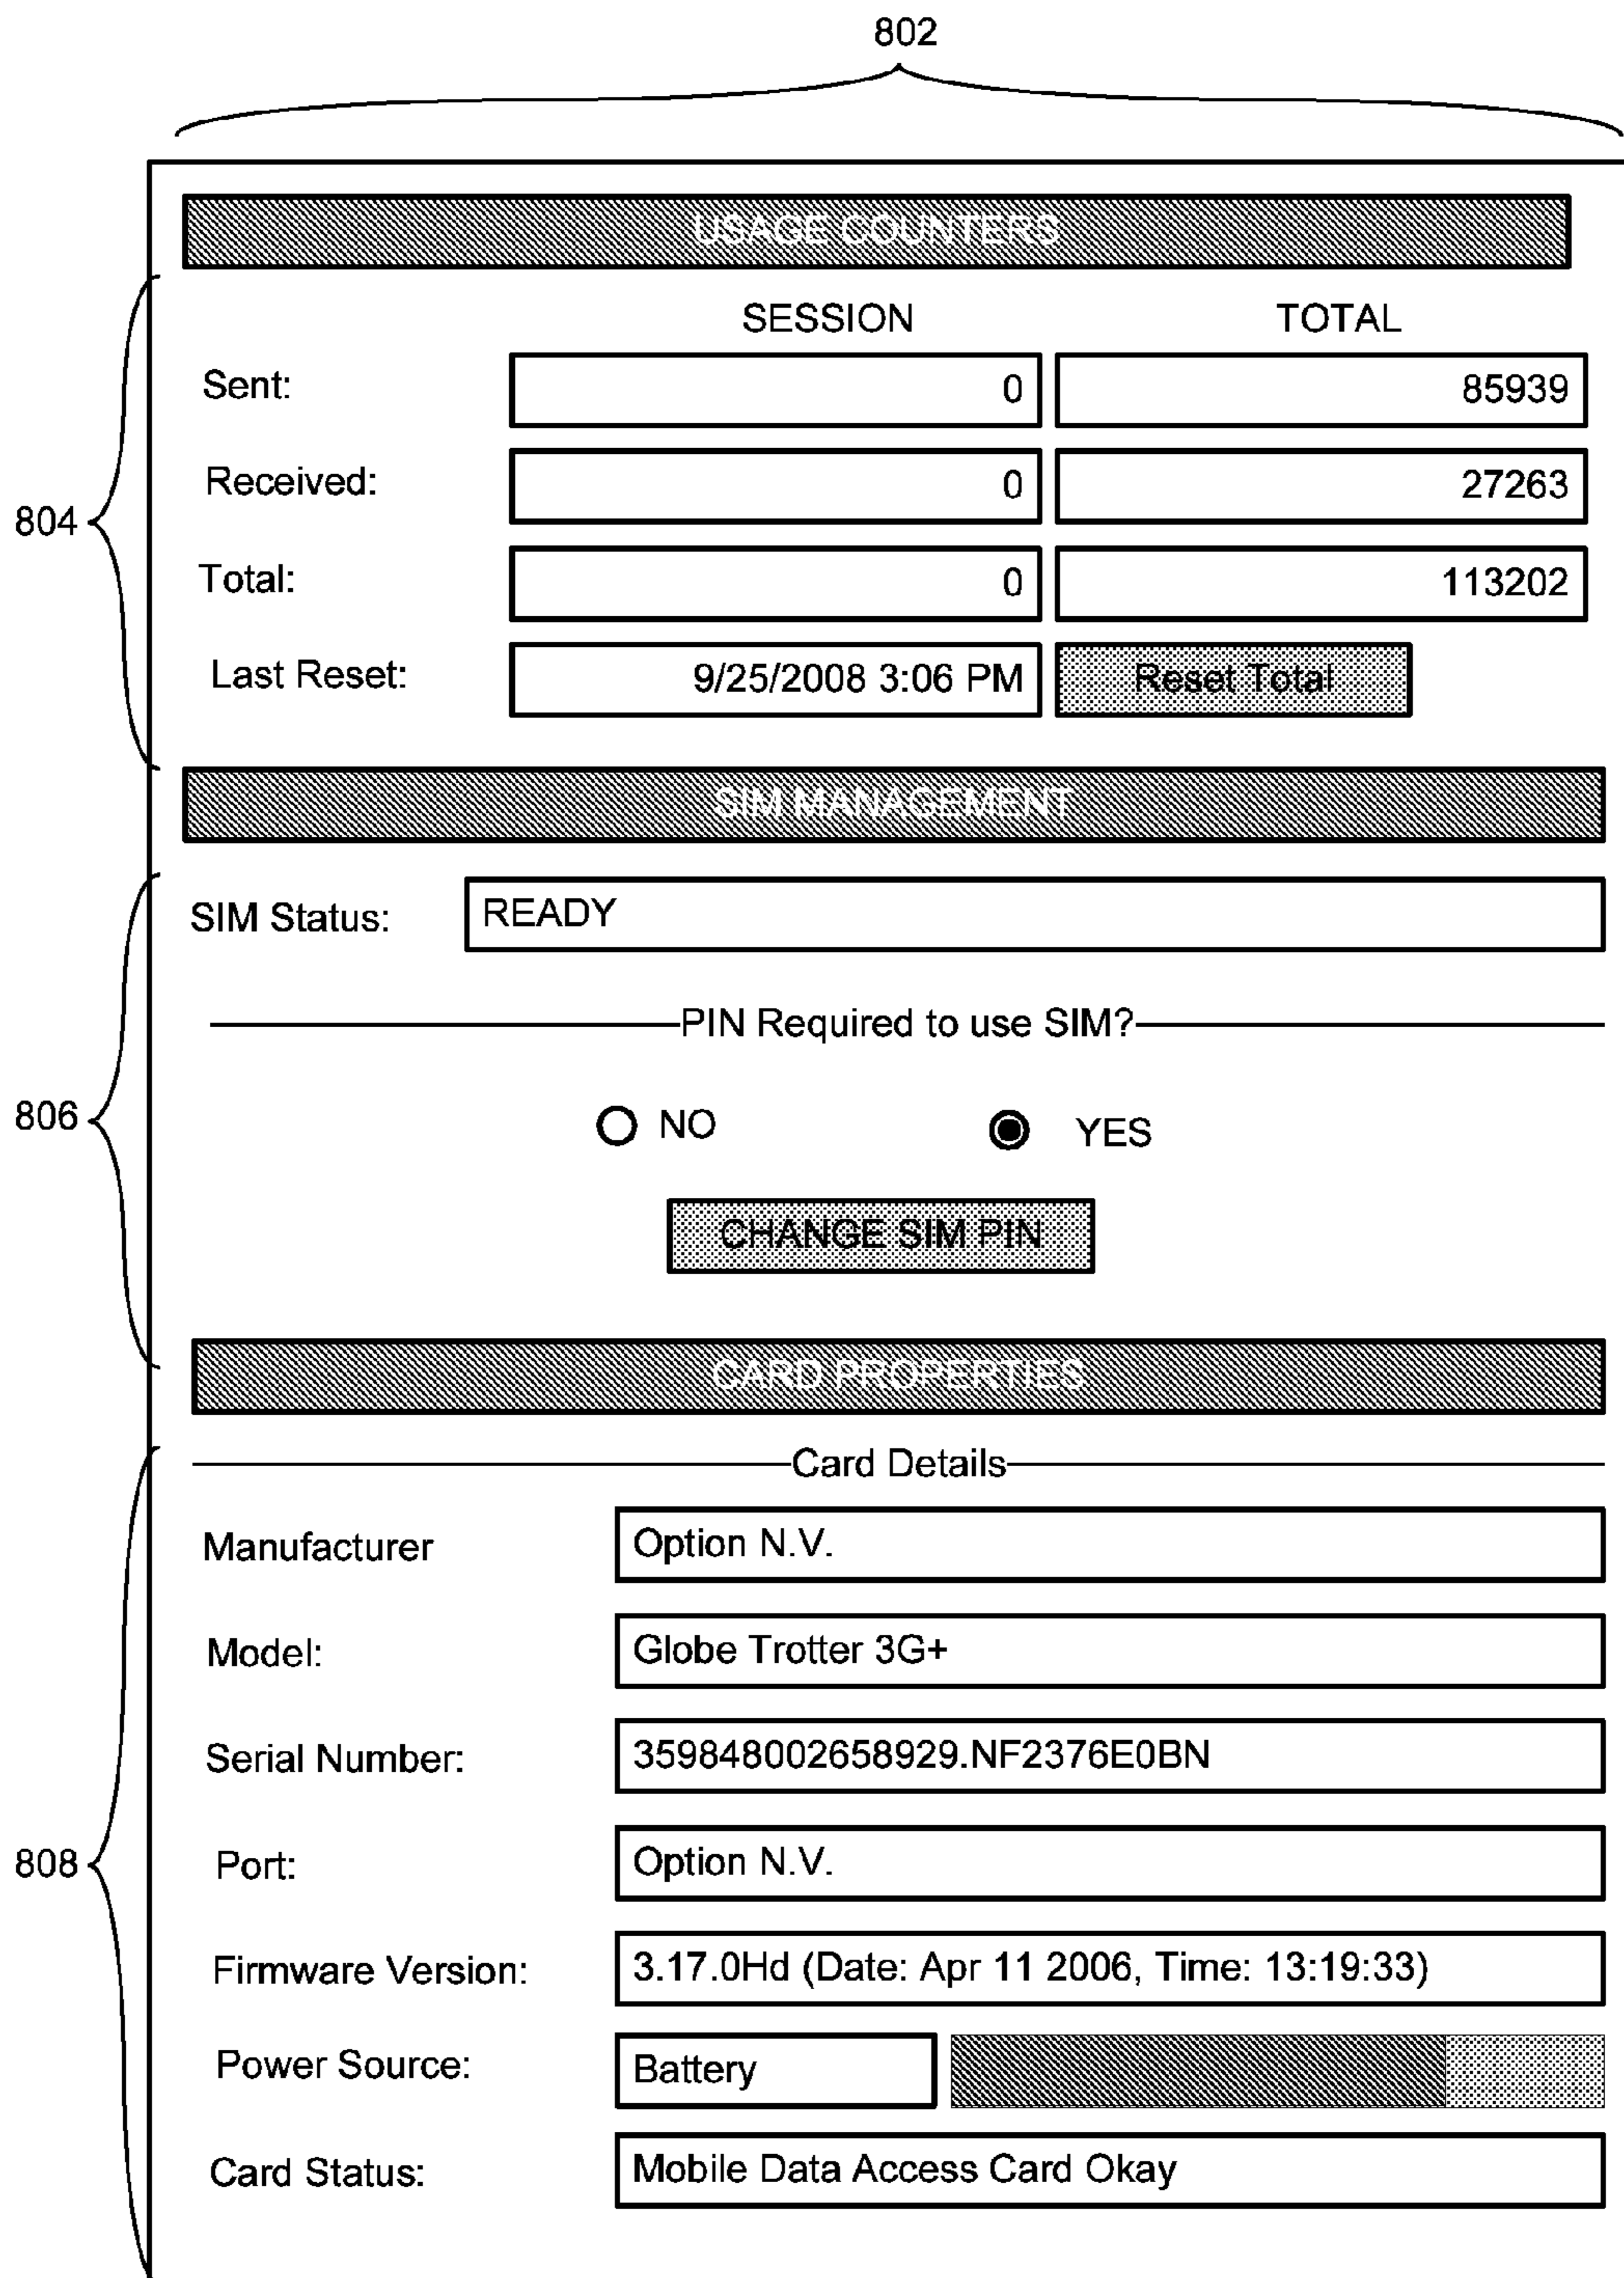 802
USAGE COUNTERS
SESSION TOTAL
Sent: 0 85939
Received: 0 27263
804
Total: 0 113202
Last Reset: 9/25/2008 3:06 PM Reset Total
SIM MANAGEMENT
SIM Status: READY
PIN Required to use SIM?
806
NO YES
CHANGE SIM PIN
CARD PROPERTIES
Card Details
Manufacturer Option N.V.
Model: Globe Trotter 3G+
Serial Number: 359848002658929.NF2376E0BN
808
Port: Option N.V.
Firmware Version: 3.17.0Hd (Date: Apr 11 2006, Time: 13:19:33)
Power Source: Battery
Card Status: Mobile Data Access Card Okay